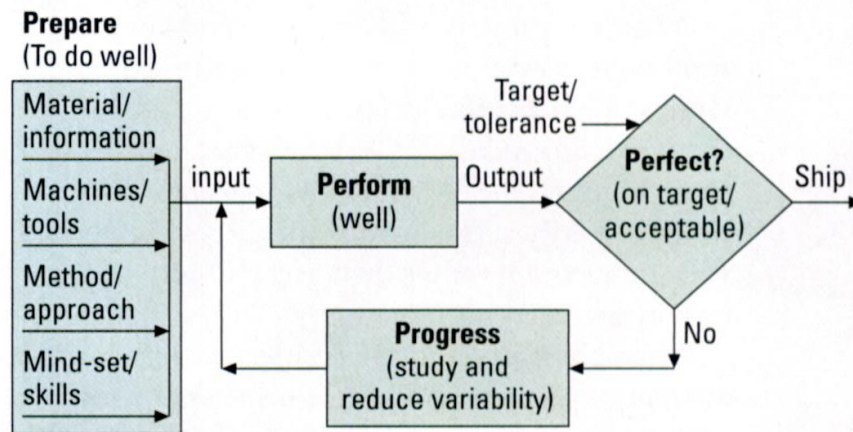 Prepare
(To do well)
Material/
information
Machines/
tools
Method/
approach
Mind-set/
skills
input
Perform
(well)
Output
Target/
tolerance
Perfect?
(on target/
acceptable)
Ship
No
Progress
(study and
reduce variability)